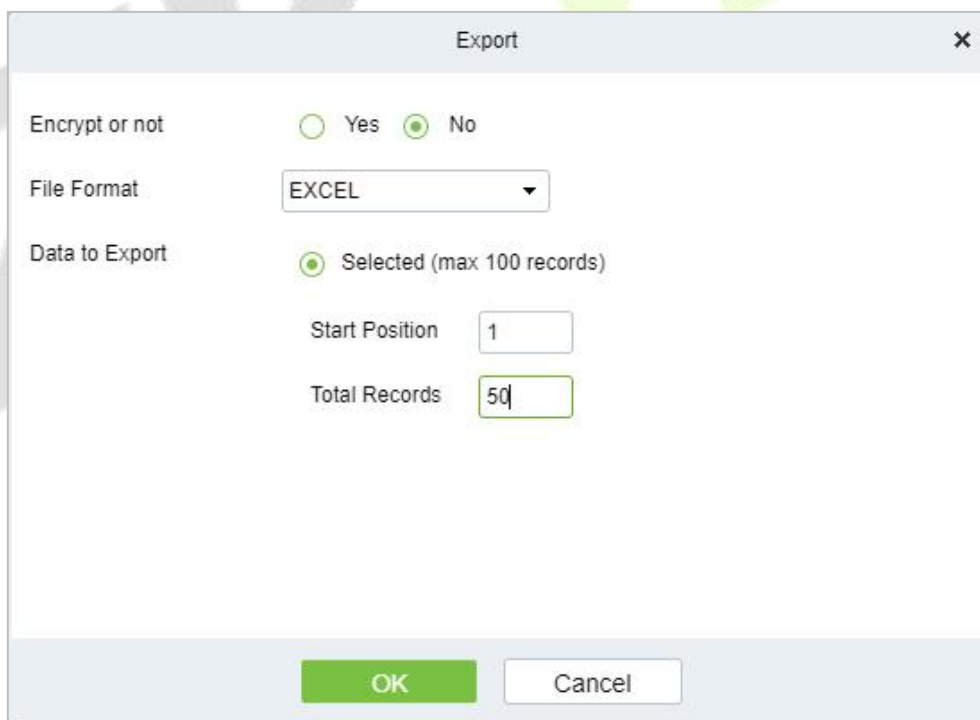 Export
Encrypt or not Yes No
File Format EXCEL
Data to Export Selected (max 100 records)
Start Position 1
Total Records 50
OK Cancel